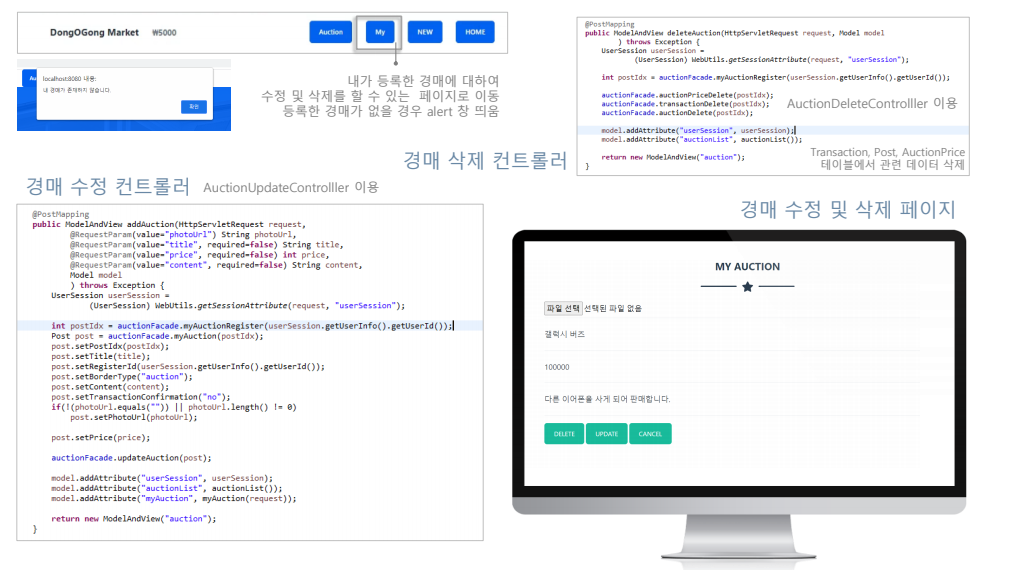 DongOGong Market ₩5000
Auction My NEW HOME
localhost:8080 내용:
내 경매가 존재하지 않습니다.
확인
내가 등록한 경매에 대하여
수정 및 삭제를 할 수 있는 페이지로 이동
등록한 경매가 없을 경우 alert 창 띄움
경매 삭제 컨트롤러
@PostMapping
public ModelAndView deleteAuction(HttpServletRequest request, Model model
) throws Exception {
UserSession userSession =
(UserSession) WebUtils.getSessionAttribute(request, "userSession");
int postIdx = auctionFacade.myAuctionRegister(userSession.getUserInfo().getUserId());
auctionFacade.auctionPriceDelete(postIdx);
auctionFacade.transactionDelete(postIdx);
auctionFacade.auctionDelete(postIdx);
AuctionDeleteControlller 이용
model.addAttribute("userSession", userSession);
model.addAttribute("auctionList", auctionList());
return new ModelAndView("auction");
}
Transaction, Post, AuctionPrice
테이블에서 관련 데이터 삭제
경매 수정 컨트롤러 AuctionUpdateControlller 이용
@PostMapping
public ModelAndView addAuction(HttpServletRequest request,
@RequestParam(value="photoUrl") String photoUrl,
@RequestParam(value="title", required=false) String title,
@RequestParam(value="price", required=false) int price,
@RequestParam(value="content", required=false) String content,
Model model
) throws Exception {
UserSession userSession =
(UserSession) WebUtils.getSessionAttribute(request, "userSession");
int postIdx = auctionFacade.myAuctionRegister(userSession.getUserInfo().getUserId());
Post post = auctionFacade.myAuction(postIdx);
post.setPostIdx(postIdx);
post.setTitle(title);
post.setRegisterId(userSession.getUserInfo().getUserId());
post.setBorderType("auction");
post.setContent(content);
post.setTransactionConfirmation("no");
if(!(photoUrl.equals("")) || photoUrl.length() != 0)
post.setPhotoUrl(photoUrl);
post.setPrice(price);
auctionFacade.updateAuction(post);
model.addAttribute("userSession", userSession);
model.addAttribute("auctionList", auctionList());
model.addAttribute("myAuction", myAuction(request));
return new ModelAndView("auction");
}
경매 수정 및 삭제 페이지
MY AUCTION
파일 선택 선택된 파일 없음
갤럭시 버즈
100000
다른 이어폰을 사게 되어 판매합니다.
DELETE UPDATE CANCEL